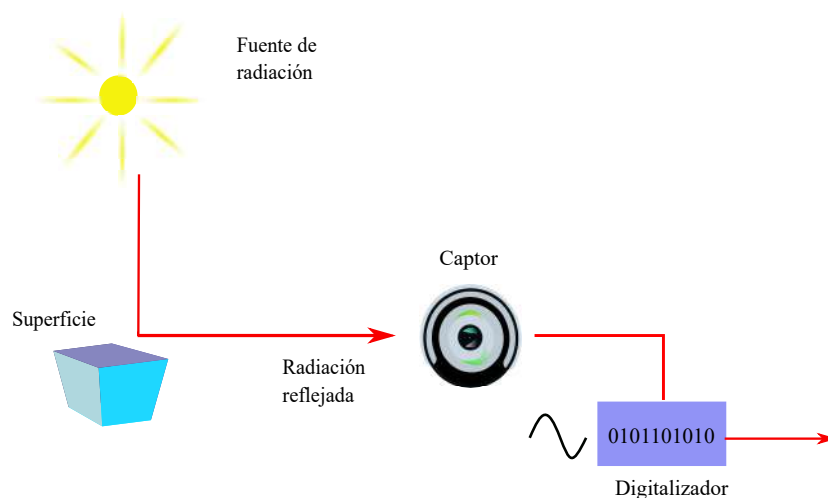 Fuente de
radiación
Captor
Superficie
Radiación
reflejada
0101101010
Digitalizador